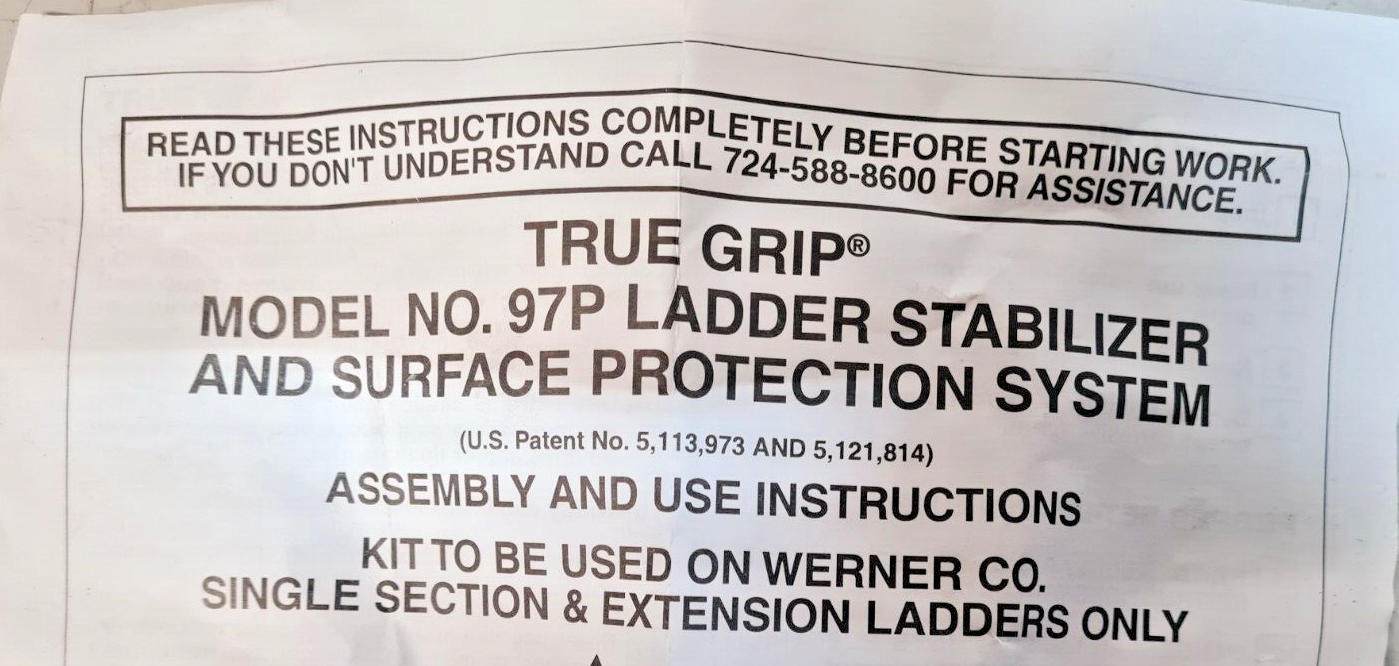 READ THESE INSTRUCTIONS COMPLETELY BEFORE STARTING WORK.
IF YOU DON'T UNDERSTAND CALL 724-588-8600 FOR ASSISTANCE.
TRUE GRIP®
MODEL NO. 97P LADDER STABILIZER
AND SURFACE PROTECTION SYSTEM
(U.S. Patent No. 5,113,973 AND 5,121,814)
ASSEMBLY AND USE INSTRUCTIONS
KIT TO BE USED ON WERNER CO.
SINGLE SECTION & EXTENSION LADDERS ONLY